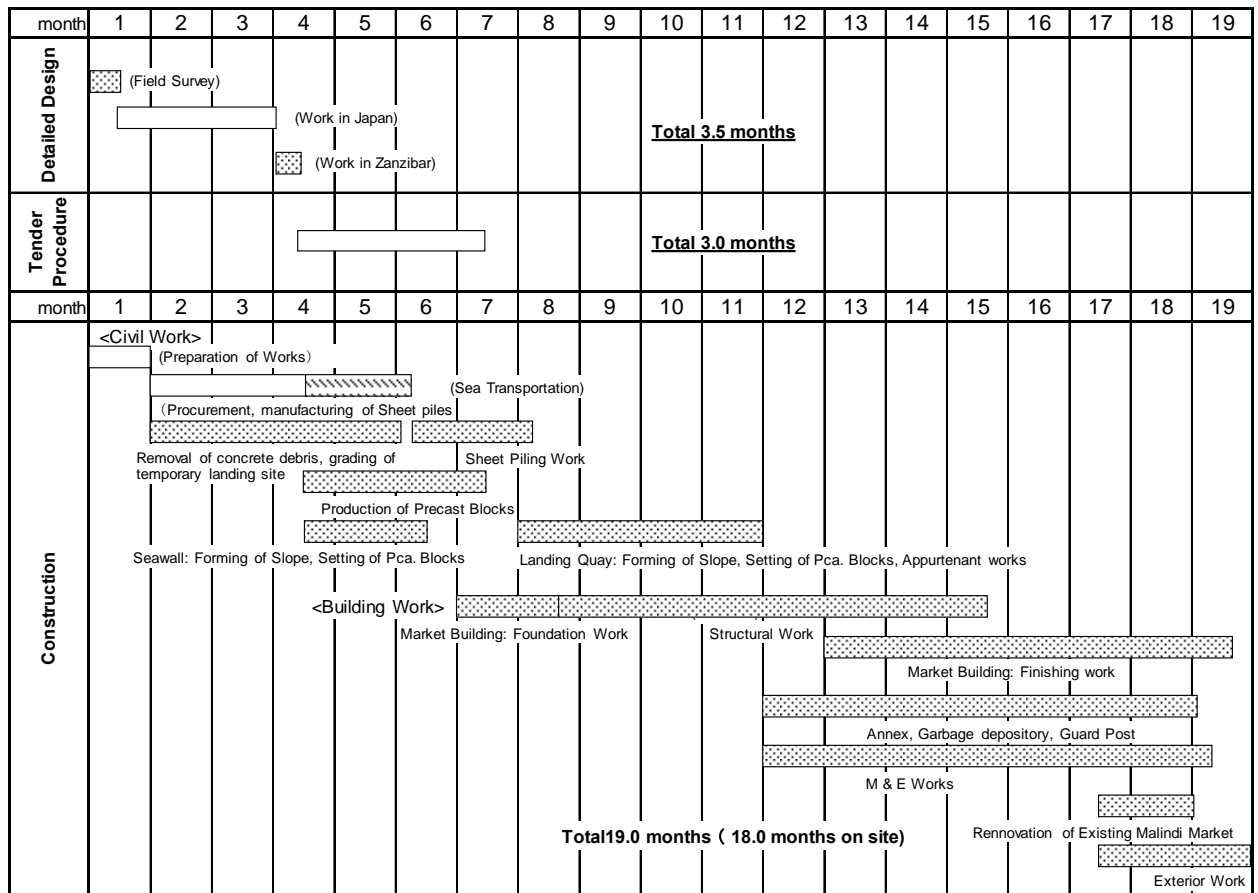 month 1 2 3 4 5 6 7 8 9 10 11 12 13 14 15 16 17 18 19
Detailed Design
(Field Survey)
(Work in Japan)
Total 3.5 months
(Work in Zanzibar)
Tender
Procedure
Total 3.0 months
month 1 2 3 4 5 6 7 8 9 10 11 12 13 14 15 16 17 18 19
Construction
<Civil Work>
(Preparation of Works）
(Sea Transportation)
（Procurement, manufacturing of Sheet piles
Removal of concrete debris, grading of
temporary landing site
Sheet Piling Work
Production of Precast Blocks
Seawall: Forming of Slope, Setting of Pca. Blocks
Landing Quay: Forming of Slope, Setting of Pca. Blocks, Appurtenant works
<Building Work>
Market Building: Foundation Work
Structural Work
Market Building: Finishing work
Annex, Garbage depository, Guard Post
M & E Works
Total19.0 months（ 18.0 months on site)
Rennovation of Existing Malindi Market
Exterior Work